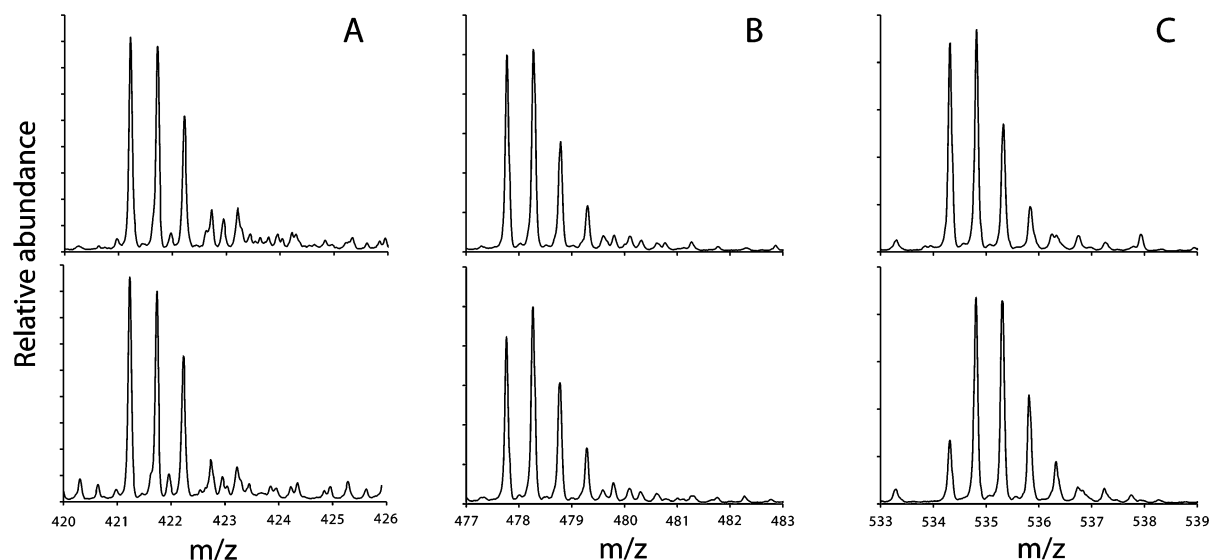 A B C
Relative abundance
420 421 422 423 424 425 426
477 478 479 480 481 482 483
533 534 535 536 537 538 539
m/z m/z m/z